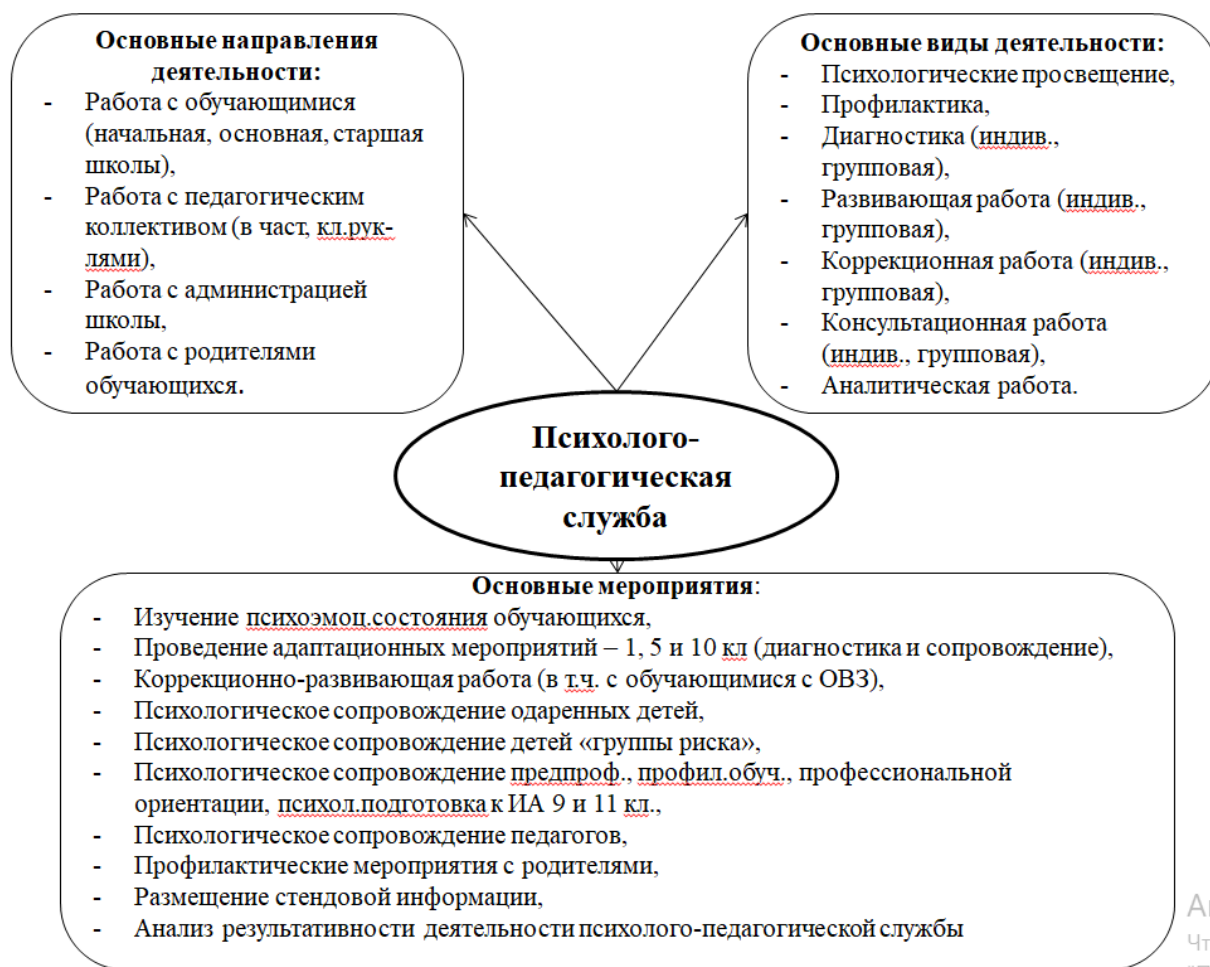 Основные направления
деятельности:
- Работа с обучающимися
(начальная, основная, старшая
школы),
- Работа с педагогическим
коллективом (в част, кл.рук-
лями),
- Работа с администрацией
школы,
- Работа с родителями
обучающихся.
Основные виды деятельности:
- Психологические просвещение,
- Профилактика,
- Диагностика (индив.,
групповая),
- Развивающая работа (индив.,
групповая),
- Коррекционная работа (индив.,
групповая),
- Консультационная работа
(индив., групповая),
- Аналитическая работа.
Психолого-
педагогическая
служба
Основные мероприятия:
- Изучение психоэмоц.состояния обучающихся,
- Проведение адаптационных мероприятий – 1, 5 и 10 кл (диагностика и сопровождение),
- Коррекционно-развивающая работа (в т.ч. с обучающимися с ОВЗ),
- Психологическое сопровождение одаренных детей,
- Психологическое сопровождение детей «группы риска»,
- Психологическое сопровождение предпроф., профил.обуч., профессиональной
ориентации, психол.подготовка к ИА 9 и 11 кл.,
- Психологическое сопровождение педагогов,
- Профилактические мероприятия с родителями,
- Размещение стендовой информации,
- Анализ результативности деятельности психолого-педагогической службы